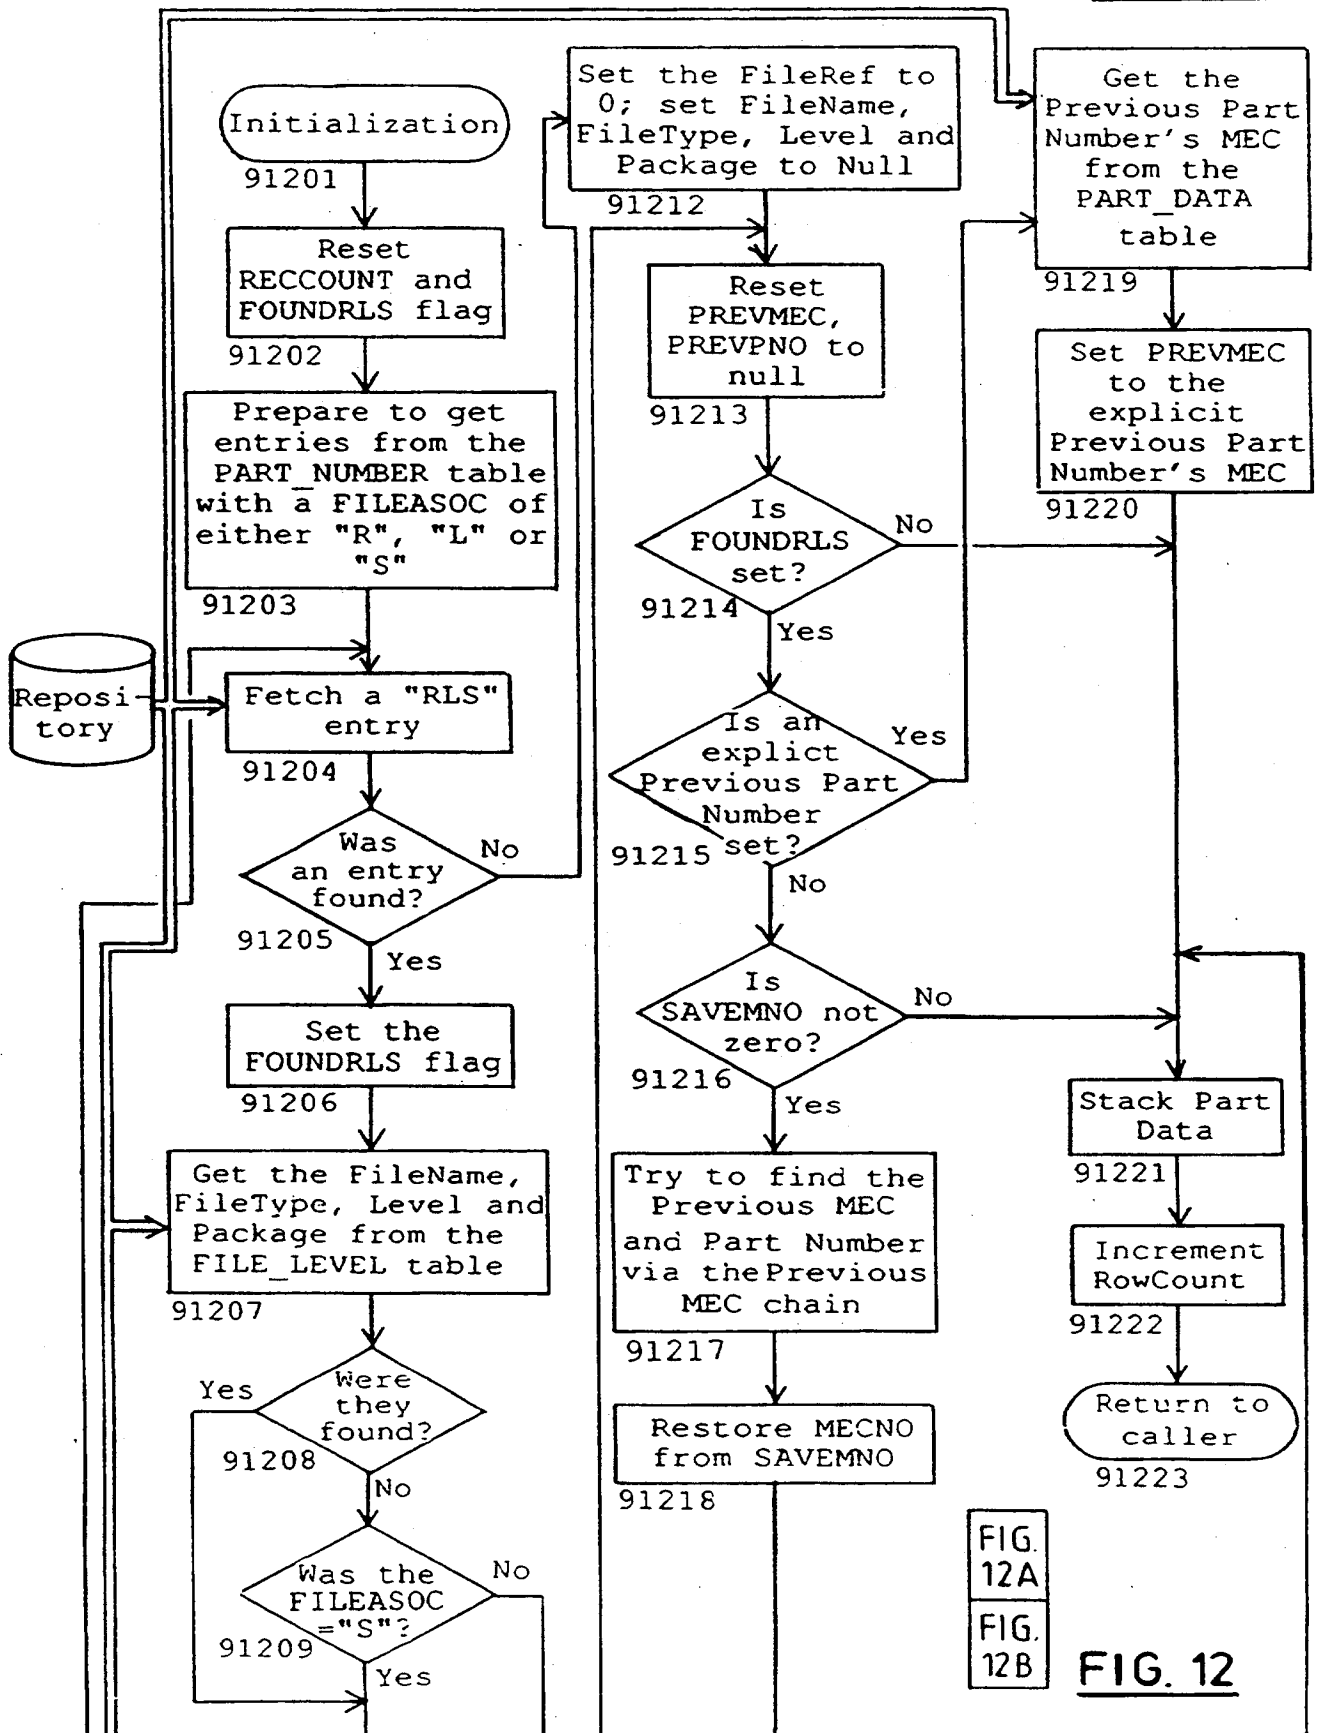 Initialization
91201
Reset
RECCOUNT and
FOUNDRLS flag
91202
Prepare to get
entries from the
PART_NUMBER table
with a FILEASOC of
either "R", "L" or
"S"
91203
Reposi-
tory
Fetch a "RLS"
entry
91204
Was
an entry
found?
No
91205
Yes
Set the
FOUNDRLS flag
91206
Get the FileName,
FileType, Level and
Package from the
FILE_LEVEL table
91207
Were
they
found?
Yes
91208
No
Was the
FILEASOC
="S"?
No
91209
Yes
Set the FileRef to
0; set FileName,
FileType, Level and
Package to Null
91212
Reset
PREVMEC,
PREVPNO to
null
91213
Is
FOUNDRLS
set?
No
91214
Yes
Is an
explict
Previous Part
Number
set?
Yes
91215
No
Is
SAVEMNO not
zero?
No
91216
Yes
Try to find the
Previous MEC
and Part Number
via thePrevious
MEC chain
91217
Restore MECNO
from SAVEMNO
91218
Get the
Previous Part
Number's MEC
from the
PART_DATA
table
91219
Set PREVMEC
to the
explicit
Previous Part
Number's MEC
91220
Stack Part
Data
91221
Increment
RowCount
91222
Return to
caller
91223
FIG.
12A
FIG.
12B
FIG. 12